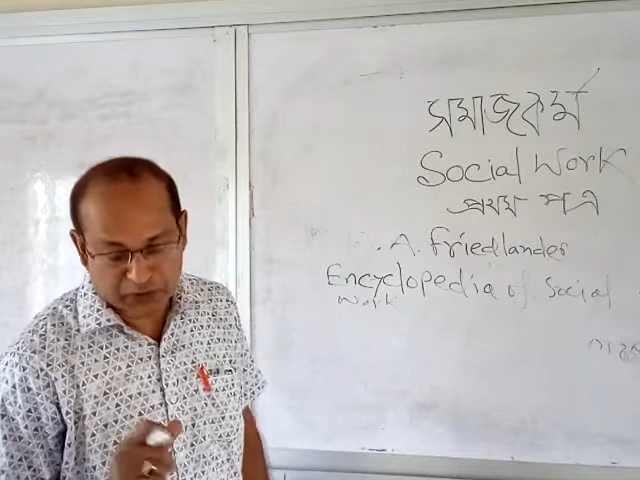 সমাজকর্ম
Social Work
প্রথম পত্র
. A. Friedlander
Encyclopedia of Social
Work